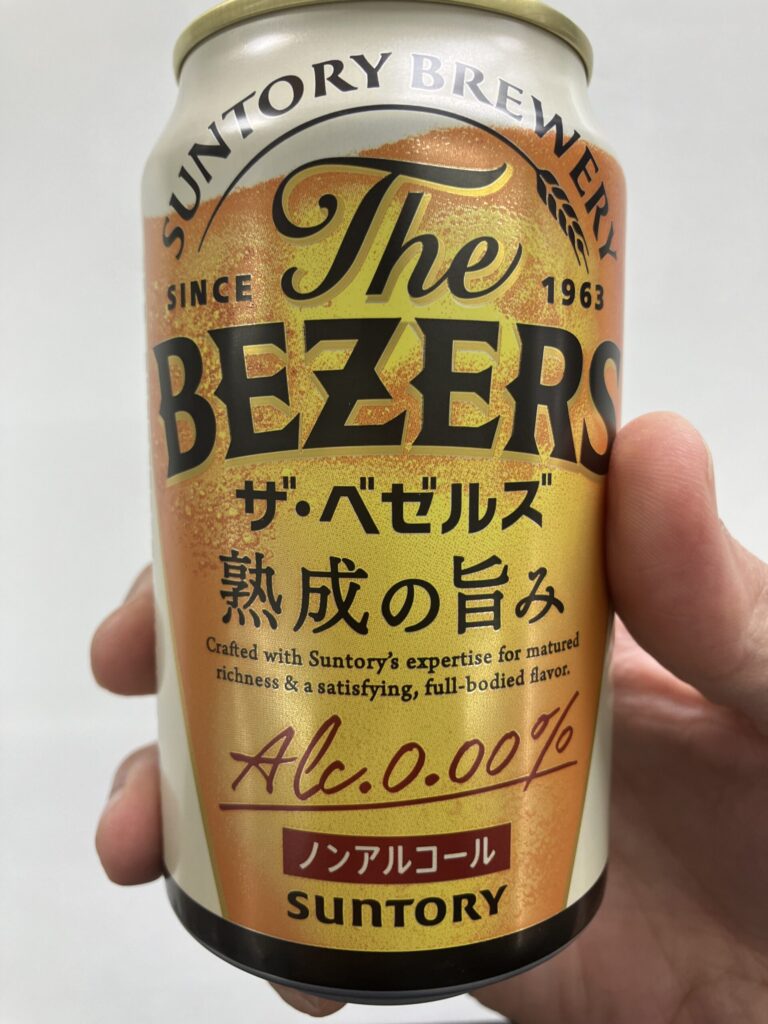 SUNTORY BREWERY
The
SINCE 1963
BEZERS
ザ・ベゼルズ
熟成の旨み
Crafted with Suntory's expertise for matured
richness & a satisfying, full-bodied flavor.
Alc.0.00%
ノンアルコール
SUNTORY